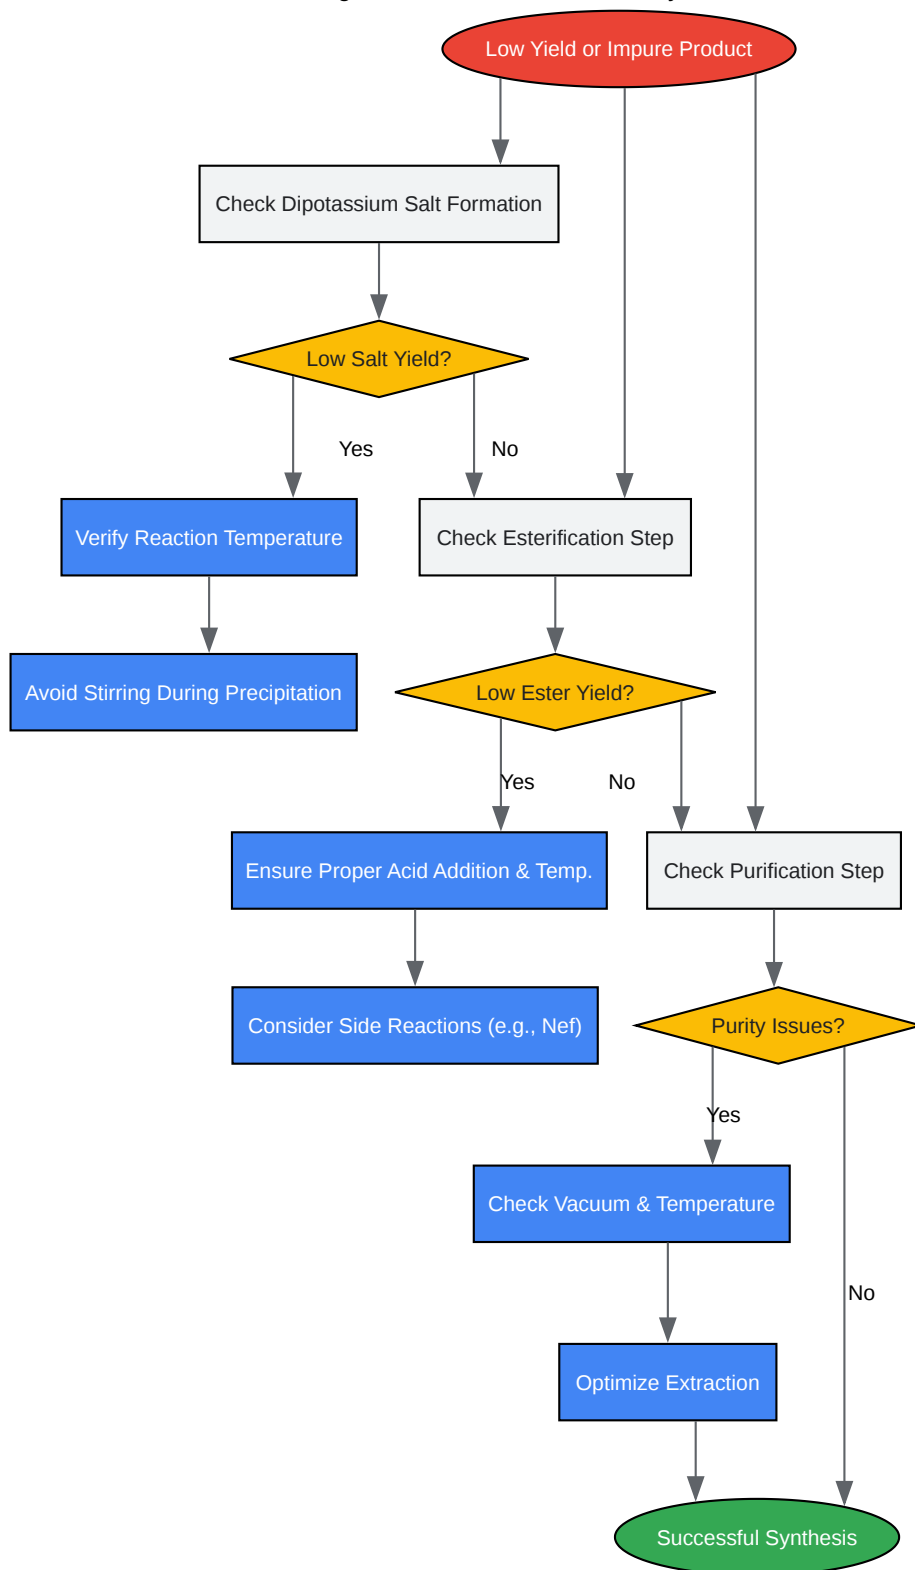 Low Yield or Impure Product
Check Dipotassium Salt Formation
Low Salt Yield?
Yes
No
Verify Reaction Temperature
Check Esterification Step
Avoid Stirring During Precipitation
Low Ester Yield?
Yes
No
Ensure Proper Acid Addition & Temp.
Check Purification Step
Consider Side Reactions (e.g., Nef)
Purity Issues?
Yes
Check Vacuum & Temperature
No
Optimize Extraction
Successful Synthesis